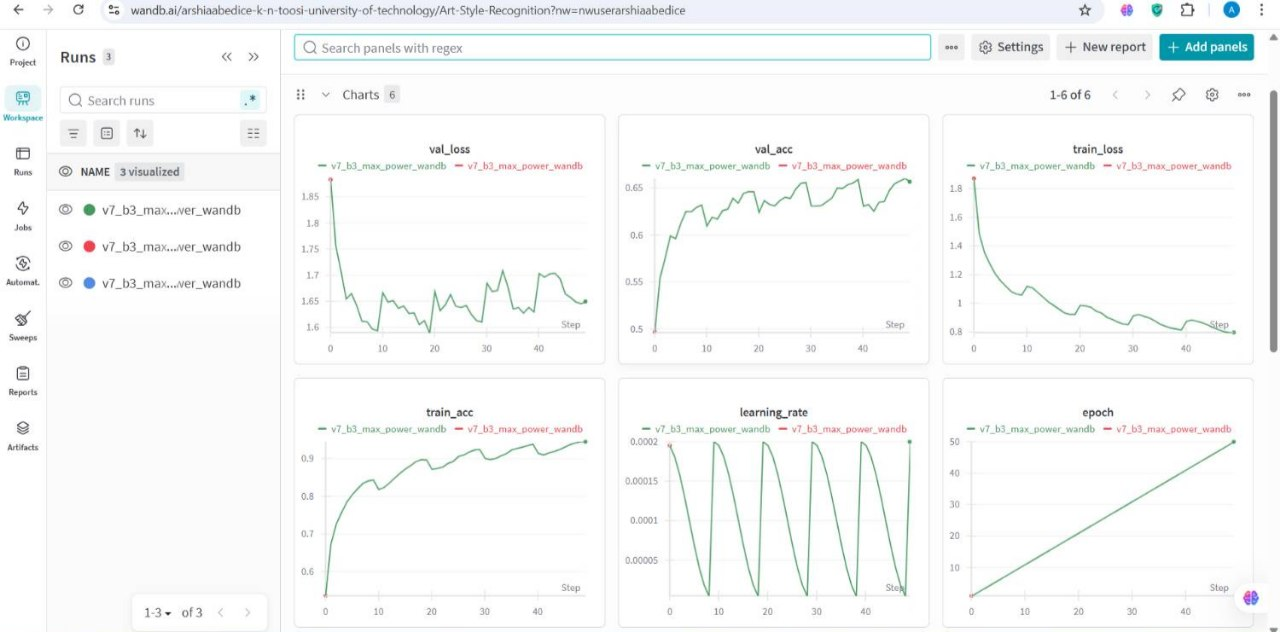 wandb.ai/arshiaabedice-k-n-toosi-university-of-technology/Art-Style-Recognition?nw=nwuserarshiaabedice
A
Project
Workspace
Runs
Jobs
Automat.
Sweeps
Reports
Artifacts
Runs 3
Search runs
.*
NAME 3 visualized
v7_b3_max...ver_wandb
v7_b3_max...ver_wandb
v7_b3_max...ver_wandb
1-3 of 3
Search panels with regex
Settings
+ New report
+ Add panels
Charts 6
1-6 of 6
val_loss
v7_b3_max_power_wandb v7_b3_max_power_wandb
1.85
1.8
1.75
1.7
1.65
1.6
Step
0 10 20 30 40
val_acc
v7_b3_max_power_wandb v7_b3_max_power_wandb
0.65
0.6
0.55
0.5
Step
0 10 20 30 40
train_loss
v7_b3_max_power_wandb v7_b3_max_power_wandb
1.8
1.6
1.4
1.2
1
0.8
Step
0 10 20 30 40
train_acc
v7_b3_max_power_wandb v7_b3_max_power_wandb
0.9
0.8
0.7
0.6
Step
0 10 20 30 40
learning_rate
v7_b3_max_power_wandb v7_b3_max_power_wandb
0.0002
0.00015
0.0001
0.00005
Step
0 10 20 30 40
epoch
v7_b3_max_power_wandb v7_b3_max_power_wandb
50
40
30
20
10
Step
0 10 20 30 40